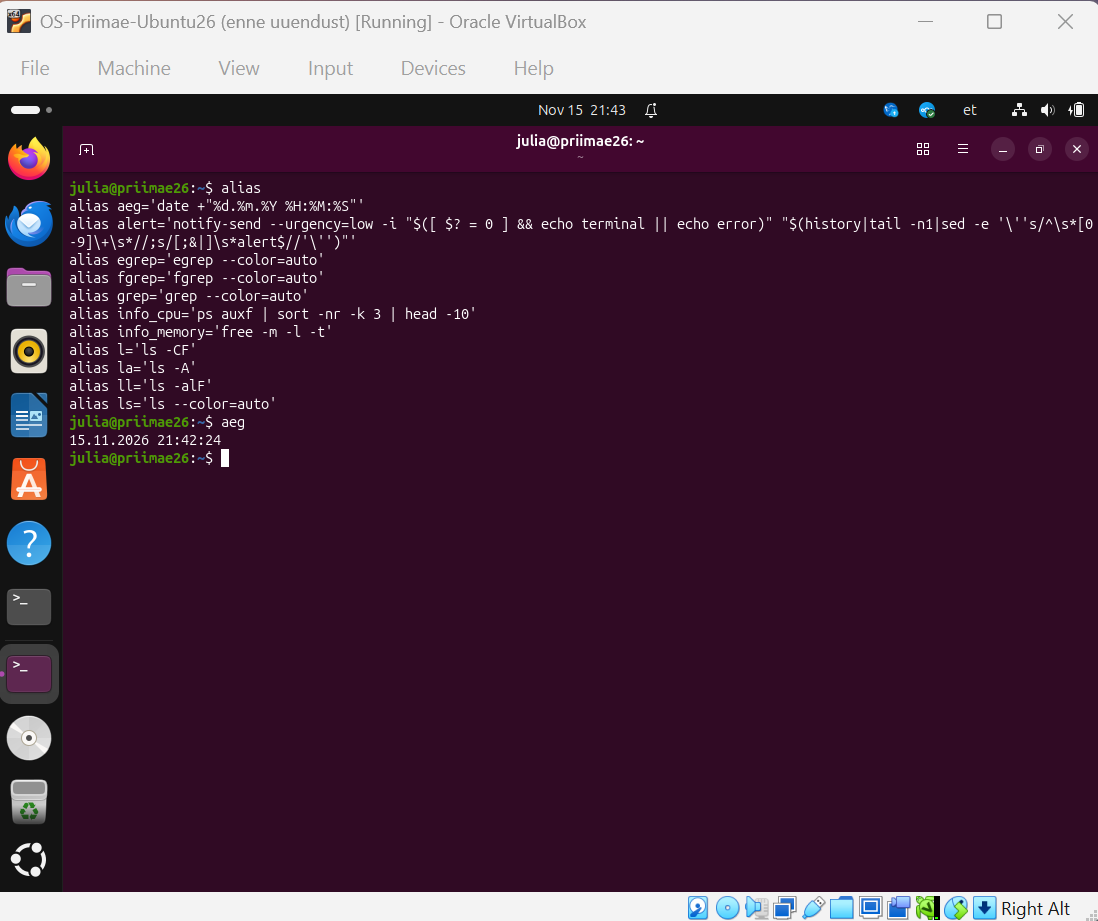 OS-Priimae-Ubuntu26 (enne uuendust) [Running] - Oracle VirtualBox
File Machine View Input Devices Help
Nov 15 21:43
et
julia@priimae26: ~
~
julia@priimae26:~$ alias
alias aeg='date +"%d.%m.%Y %H:%M:%S"'
alias alert='notify-send --urgency=low -i "$([ $? = 0 ] && echo terminal || echo error)" "$(history|tail -n1|sed -e '\''s/^\s*[0
-9]\+\s*//;s/[;&|]\s*alert$//'\'')"'
alias egrep='egrep --color=auto'
alias fgrep='fgrep --color=auto'
alias grep='grep --color=auto'
alias info_cpu='ps auxf | sort -nr -k 3 | head -10'
alias info_memory='free -m -l -t'
alias l='ls -CF'
alias la='ls -A'
alias ll='ls -alF'
alias ls='ls --color=auto'
julia@priimae26:~$ aeg
15.11.2026 21:42:24
julia@priimae26:~$
Right Alt